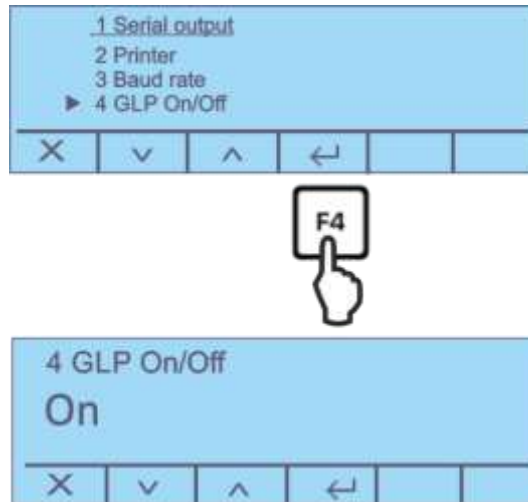 1 Serial output
2 Printer
3 Baud rate
4 GLP On/Off
F4
4 GLP On/Off
On